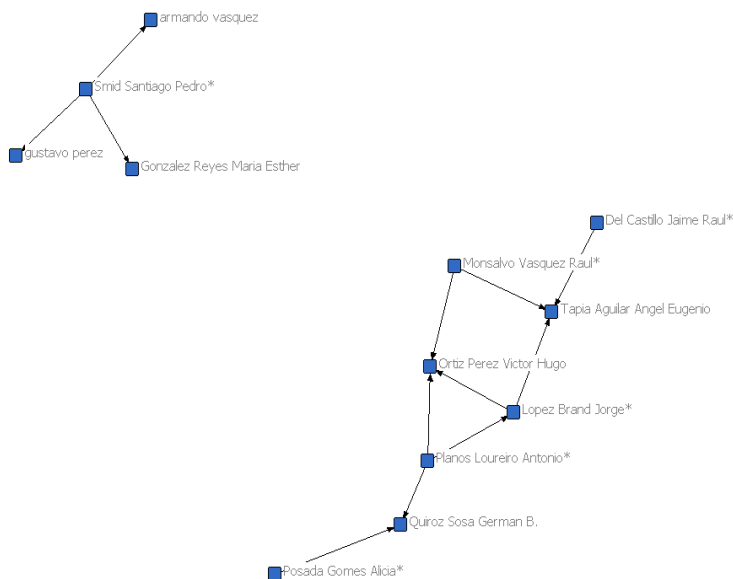 armando vasquez
Smid Santiago Pedro*
gustavo perez
Gonzalez Reyes Maria Esther
Del Castillo Jaime Raul*
Monsalvo Vasquez Raul*
Tapia Aguilar Angel Eugenio
Ortiz Perez Victor Hugo
Lopez Brand Jorge*
Planos Loureiro Antonio*
Quiroz Sosa German B.
Posada Gomes Alicia*